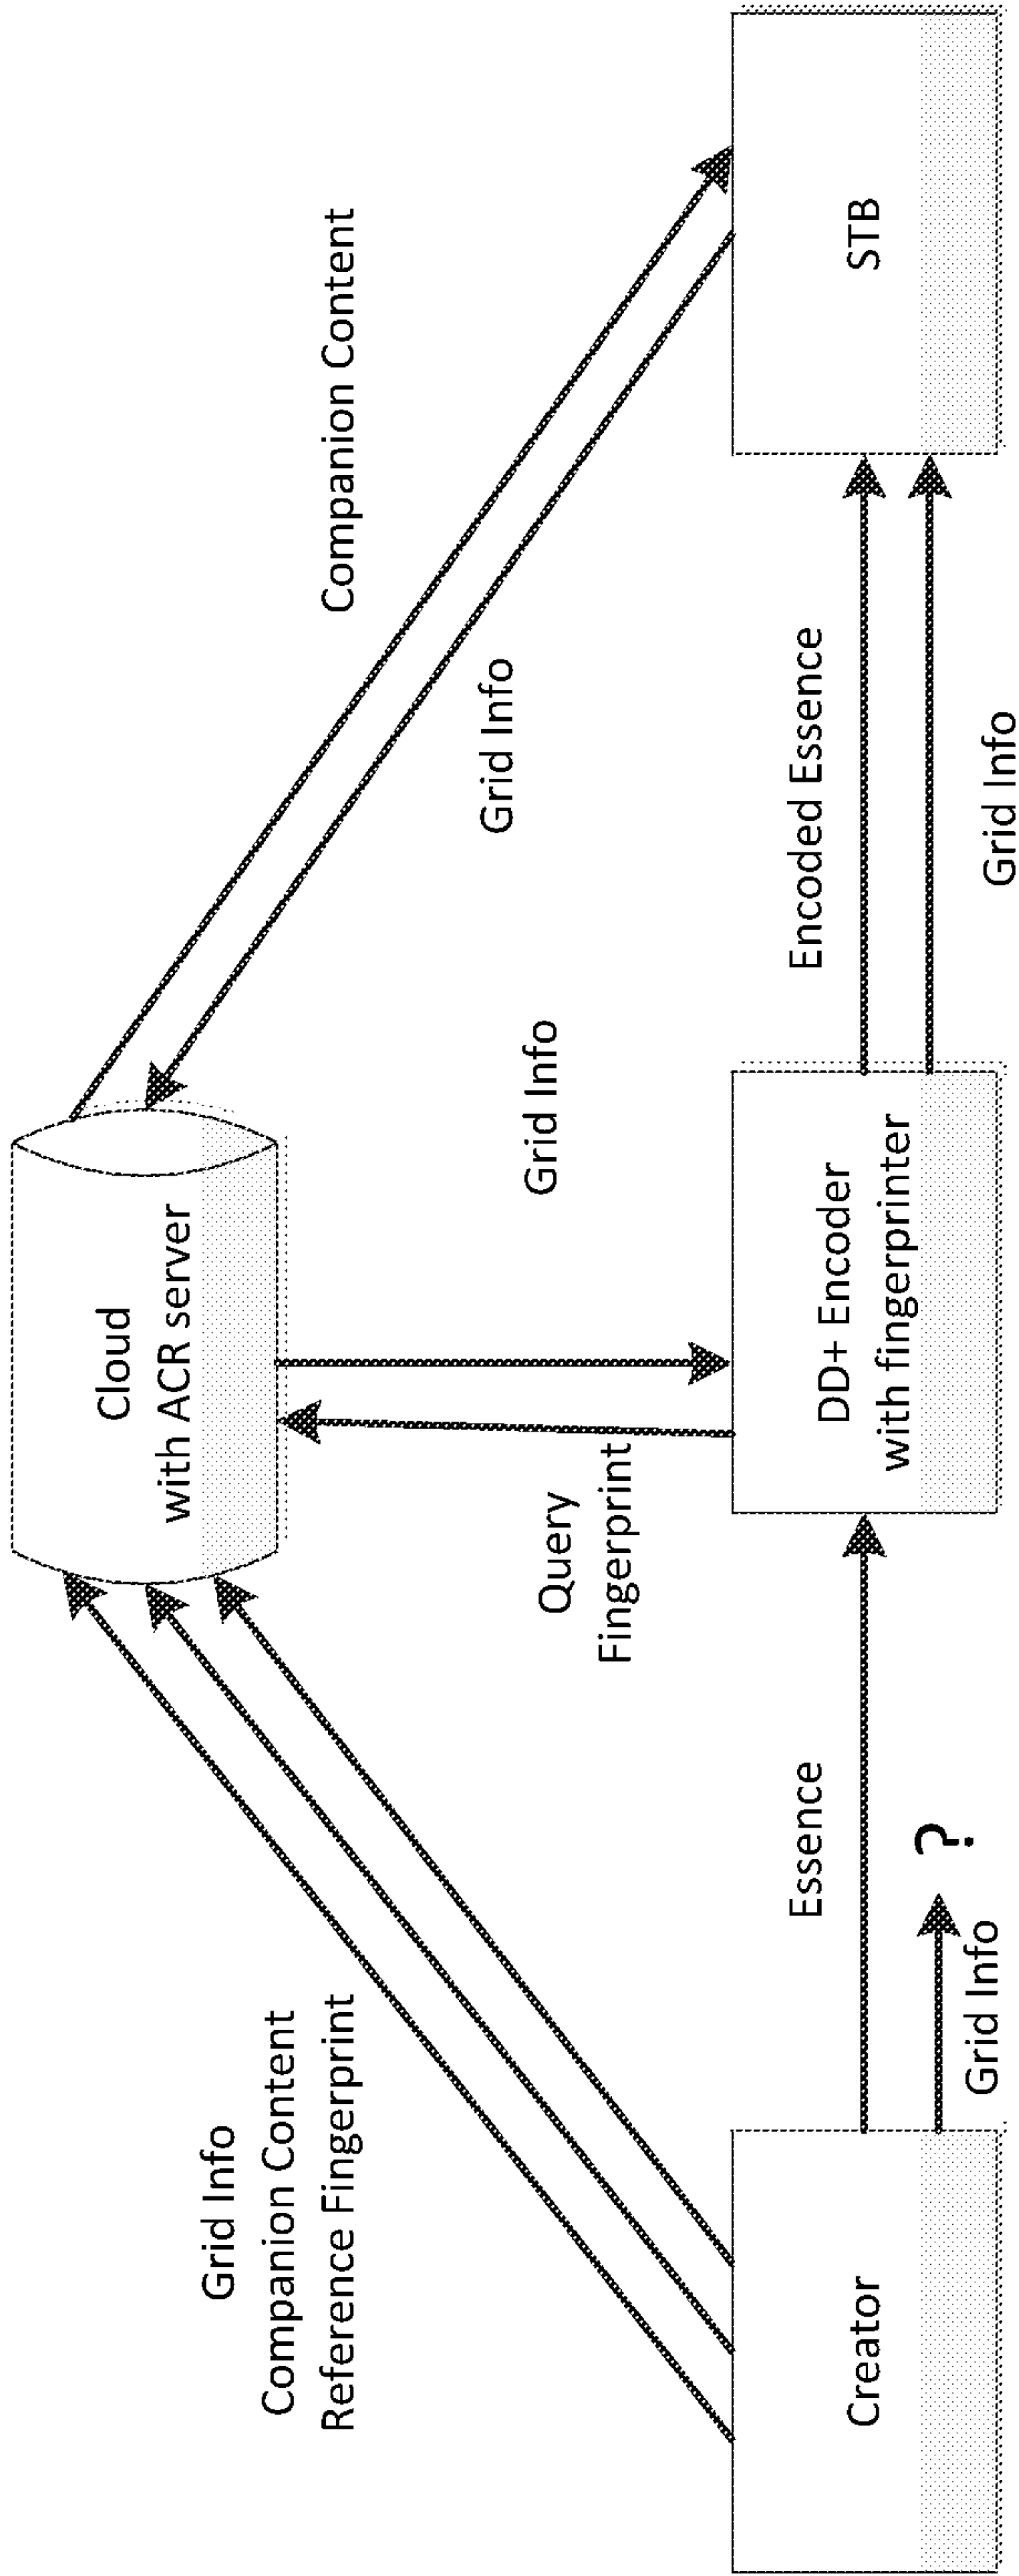 Cloud
with ACR server
Grid Info
Companion Content
Reference Fingerprint
Companion Content
Grid Info
Query
Fingerprint
Grid Info
Creator
Essence
Grid Info
?
DD+ Encoder
with fingerprinter
Encoded Essence
Grid Info
STB